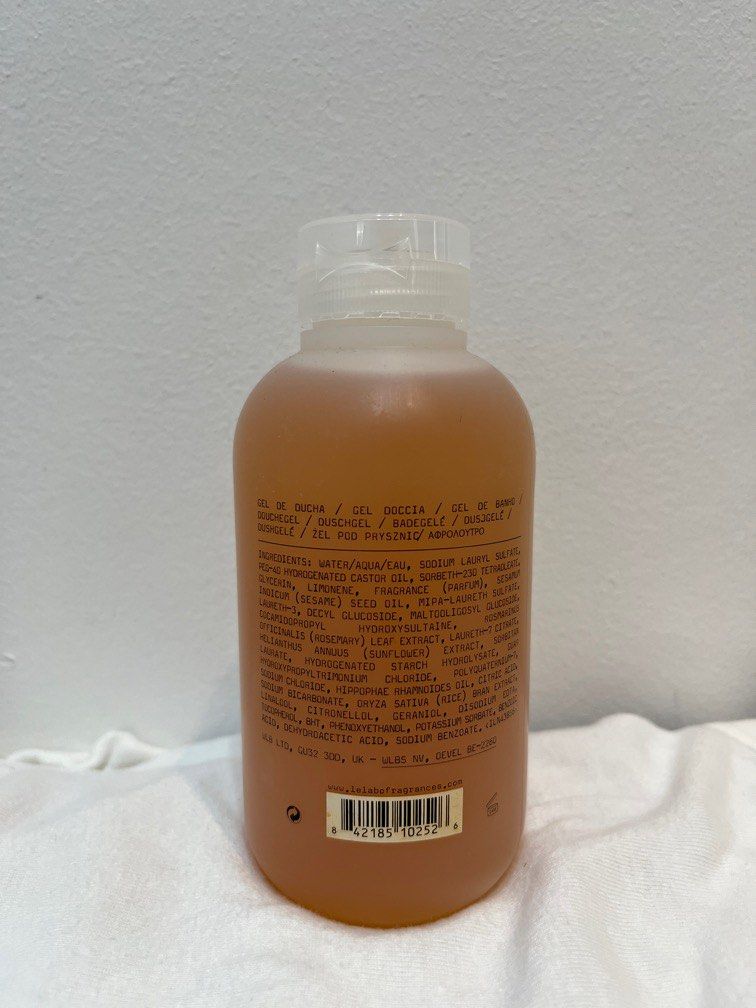 GEL DE DUCHA / GEL DOCCIA / GEL DE BANHO /
DOUCHEGEL / DUSCHGEL / BADEGELÉ / DUSJGELÉ /
DUSHGELÉ / ŻEL POD PRYSZNIC/ ΑΦΡΟΛΟΥΤΡΟ
INGREDIENTS: WATER/AQUA/EAU, SODIUM LAURYL SULFATE,
PEG-40 HYDROGENATED CASTOR OIL, SORBETH-230 TETRAOLEATE,
GLYCERIN, LIMONENE, FRAGRANCE (PARFUM), SESAMUM
INDICUM (SESAME) SEED OIL, MIPA-LAURETH SULFATE,
LAURETH-3, DECYL GLUCOSIDE, MALTOOLIGOSYL GLUCOSIDE,
COCAMIDOPROPYL HYDROXYSULTAINE, ROSMARINUS
OFFICINALIS (ROSEMARY) LEAF EXTRACT, LAURETH-7 CITRATE,
HELIANTHUS ANNUUS (SUNFLOWER) EXTRACT, SORBITAN
LAURATE, HYDROGENATED STARCH HYDROLYSATE, GUAR
HYDROXYPROPYLTRIMONIUM CHLORIDE, POLYQUATERNIUM-7,
SODIUM CHLORIDE, HIPPOPHAE RHAMNOIDES OIL, CITRIC ACID,
SODIUM BICARBONATE, ORYZA SATIVA (RICE) BRAN EXTRACT,
LINALOOL, CITRONELLOL, GERANIOL, DISODIUM EDTA,
TOCOPHEROL, BHT, PHENOXYETHANOL, POTASSIUM SORBATE, BENZOIC
ACID, DEHYDROACETIC ACID, SODIUM BENZOATE,
WLB LTD, GU32 3DD, UK - WLBS NV, OEVEL BE-2260
www.lelabofragrances.com
8 42185 10252 6